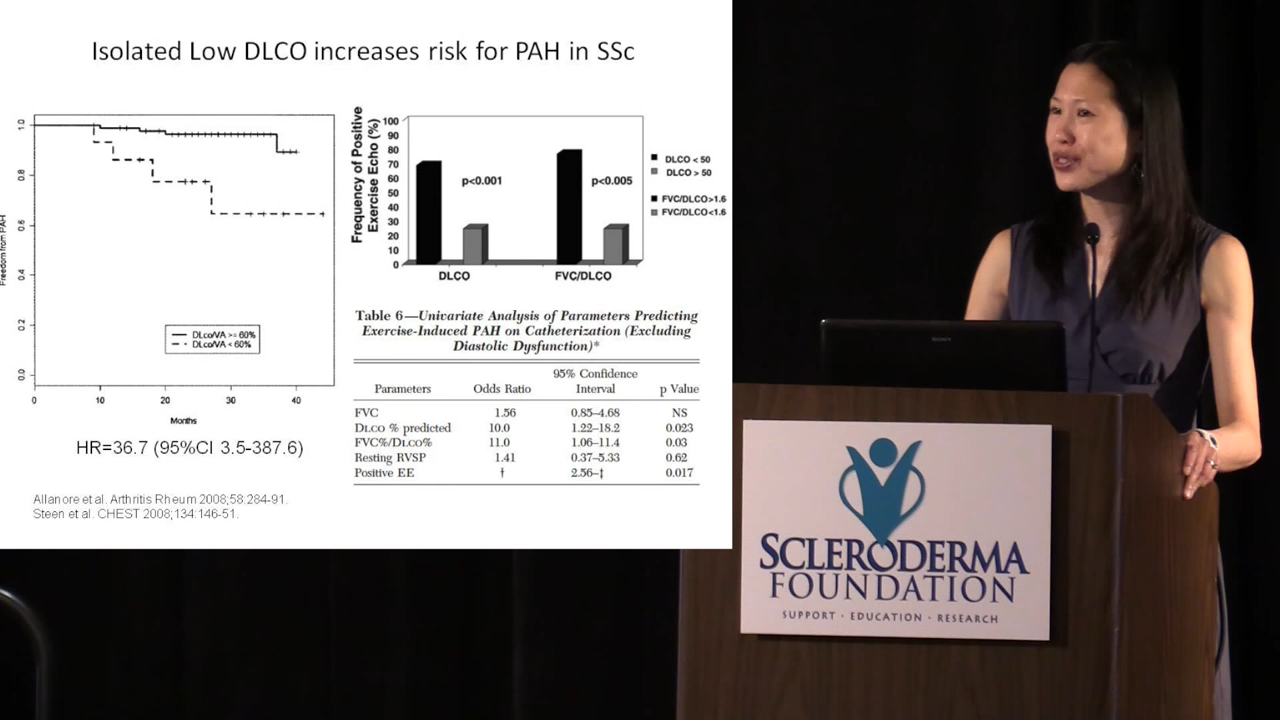 Isolated Low DLCO increases risk for PAH in SSc
1.0
0.8
0.6
0.4
0.2
0.0
Freedom from PAH
DLco/VA >= 60%
DLco/VA < 60%
0 10 20 30 40
Months
HR=36.7 (95%CI 3.5-387.6)
Allanore et al. Arthritis Rheum 2008;58:284-91.
Steen et al. CHEST 2008;134:146-51.
Frequency of Positive
Exercise Echo (%)
100
90
80
70
60
50
40
30
20
10
0
p<0.001
p<0.005
DLCO
FVC/DLCO
DLCO < 50
DLCO > 50
FVC/DLCO>1.6
FVC/DLCO<1.6
Table 6—Univariate Analysis of Parameters Predicting
Exercise-Induced PAH on Catheterization (Excluding
Diastolic Dysfunction)*
95% Confidence
Parameters Odds Ratio Interval p Value
FVC 1.56 0.85–4.68 NS
DLCO % predicted 10.0 1.22–18.2 0.023
FVC%/DLCO% 11.0 1.06–11.4 0.03
Resting RVSP 1.41 0.37–5.33 0.62
Positive EE † 2.56–‡ 0.017
SONY
SCLERODERMA
FOUNDATION
SUPPORT · EDUCATION · RESEARCH